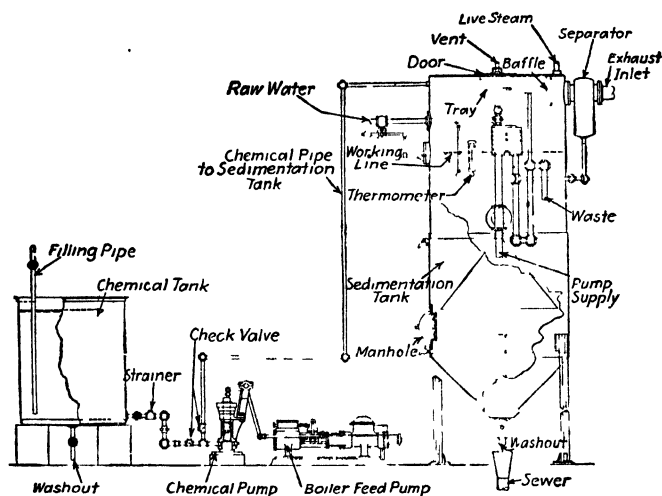 Live Steam
Vent
Separator
Door
Baffle
Exhaust
Inlet
Tray
Raw Water
Chemical Pipe
to Sedimentation
Tank
Working
Line
Thermometer
Waste
Filling Pipe
Chemical Tank
Sedimentation
Tank
Pump
Supply
Check Valve
Manhole
Strainer
Washout
Washout
Chemical Pump
Boiler Feed Pump
Sewer